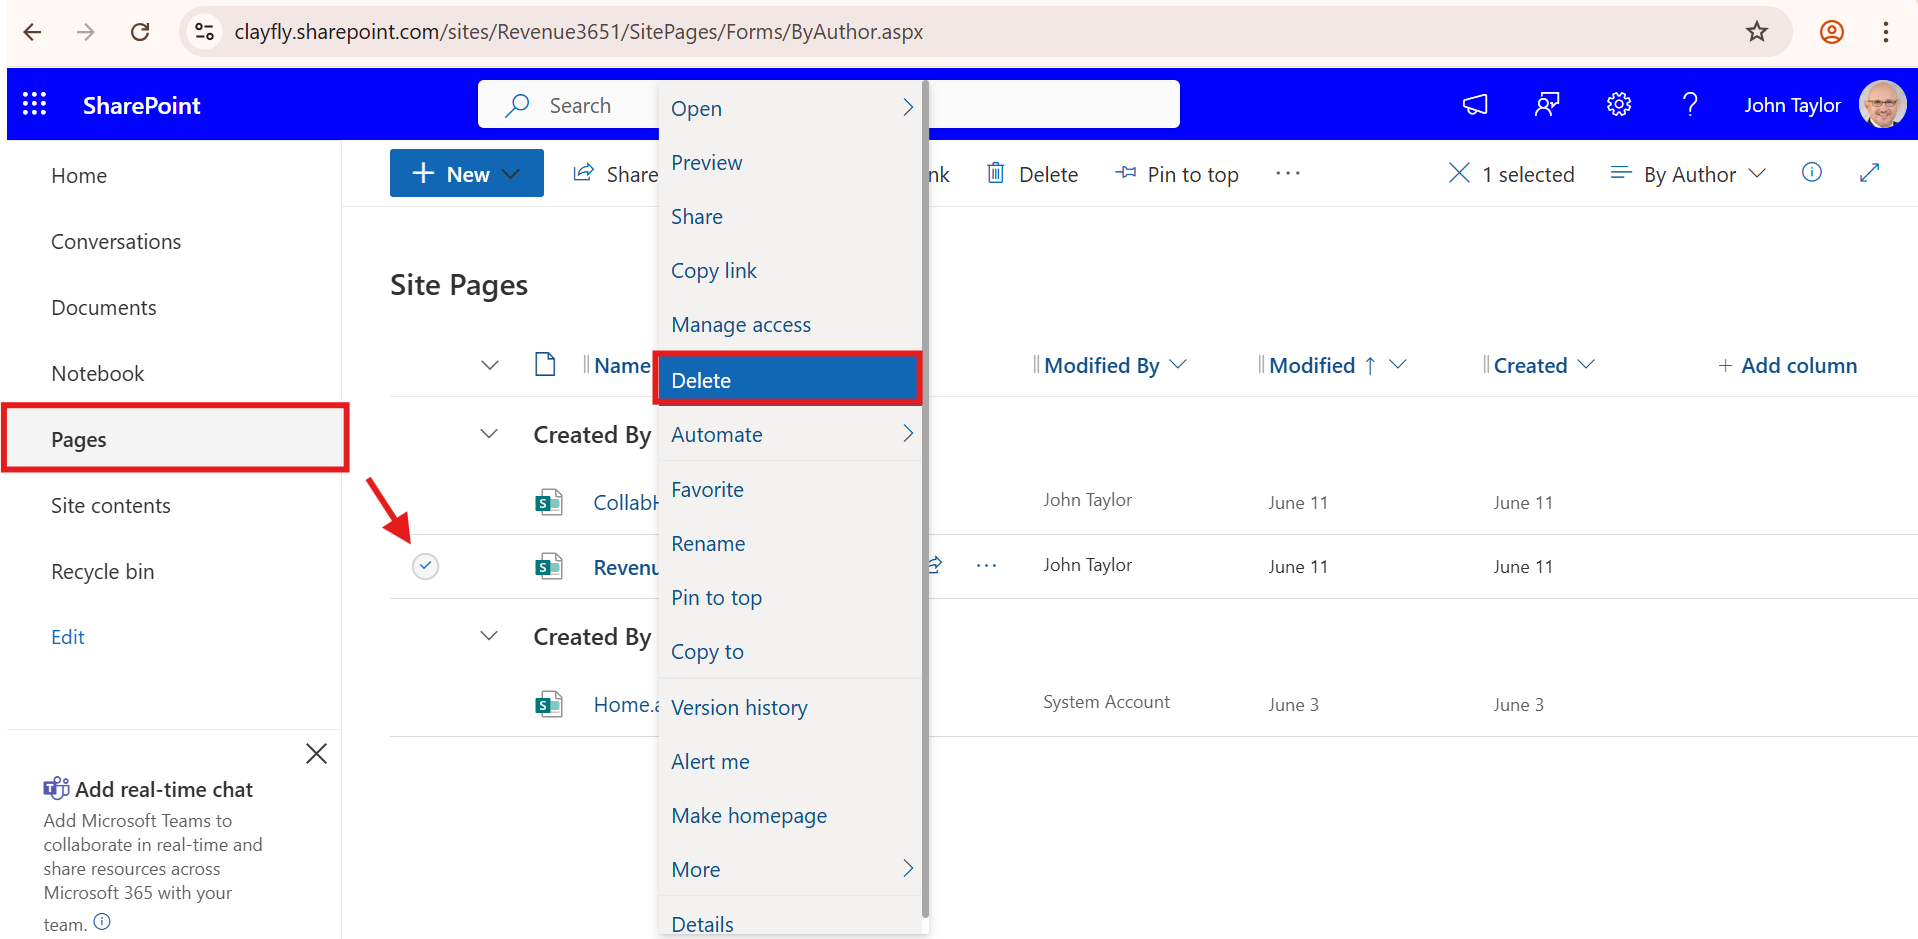 clayfly.sharepoint.com/sites/Revenue3651/SitePages/Forms/ByAuthor.aspx
SharePoint
Search
John Taylor
Home
Conversations
Documents
Notebook
Pages
Site contents
Recycle bin
Edit
Add real-time chat
Add Microsoft Teams to
collaborate in real-time and
share resources across
Microsoft 365 with your
team.
+ New
Share
nk
Delete
Pin to top
1 selected
By Author
Site Pages
Name
Modified By
Modified ↑
Created
+ Add column
Created By
CollabH
John Taylor
June 11
June 11
Revenu
John Taylor
June 11
June 11
Created By
Home.a
System Account
June 3
June 3
Open
Preview
Share
Copy link
Manage access
Delete
Automate
Favorite
Rename
Pin to top
Copy to
Version history
Alert me
Make homepage
More
Details